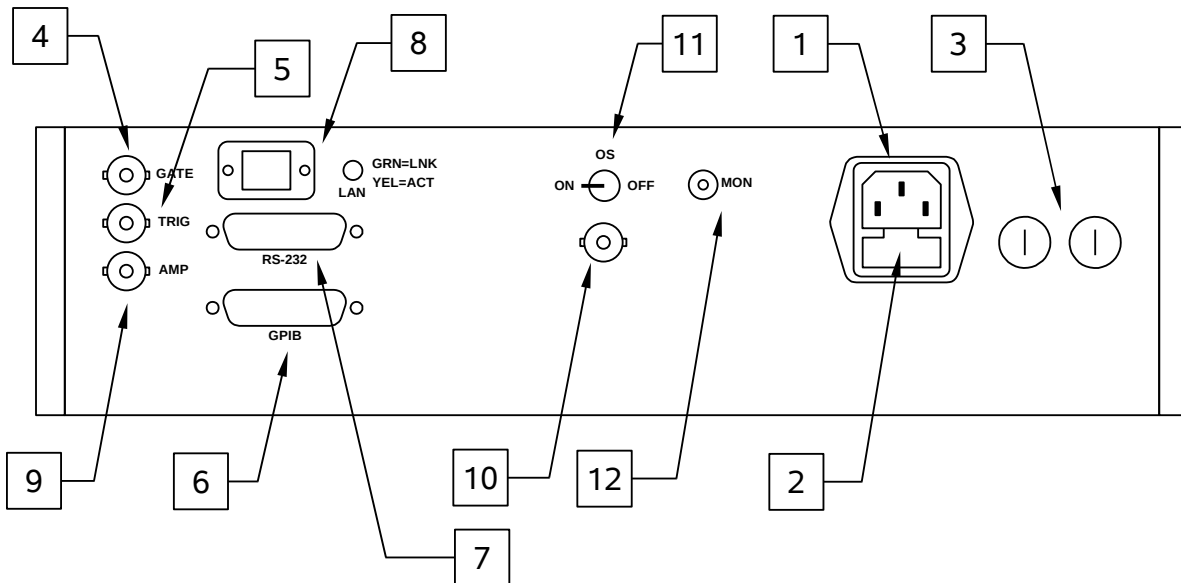 4
5
8
11
1
3
GATE
TRIG
AMP
GRN=LNK
YEL=ACT
LAN
RS-232
GPIB
OS
ON
OFF
MON
9
6
7
10
12
2